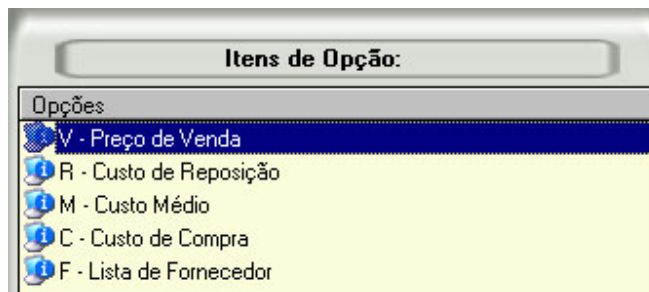 Itens de Opção:
Opções
V - Preço de Venda
R - Custo de Reposição
M - Custo Médio
C - Custo de Compra
F - Lista de Fornecedor